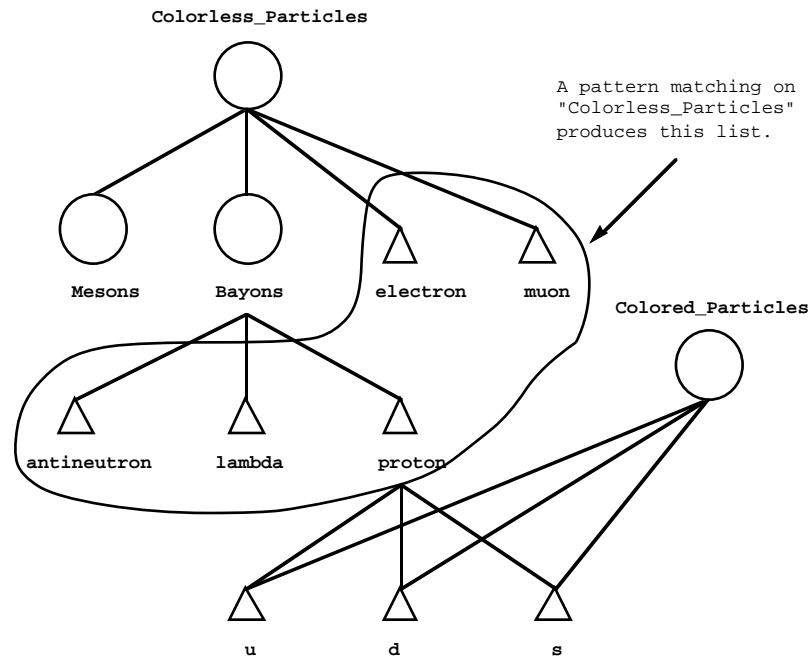 Colorless_Particles
A pattern matching on
"Colorless_Particles"
produces this list.
Mesons
Bayons
electron
muon
Colored_Particles
antineutron
lambda
proton
u
d
s